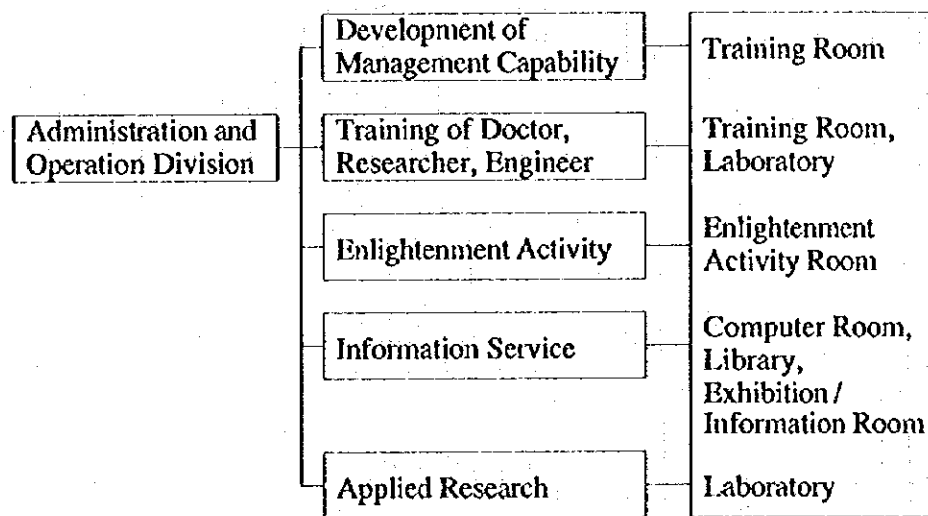 Administration and
Operation Division
Development of
Management Capability
Training Room
Training of Doctor,
Researcher, Engineer
Training Room,
Laboratory
Enlightenment Activity
Enlightenment
Activity Room
Information Service
Computer Room,
Library,
Exhibition /
Information Room
Applied Research
Laboratory